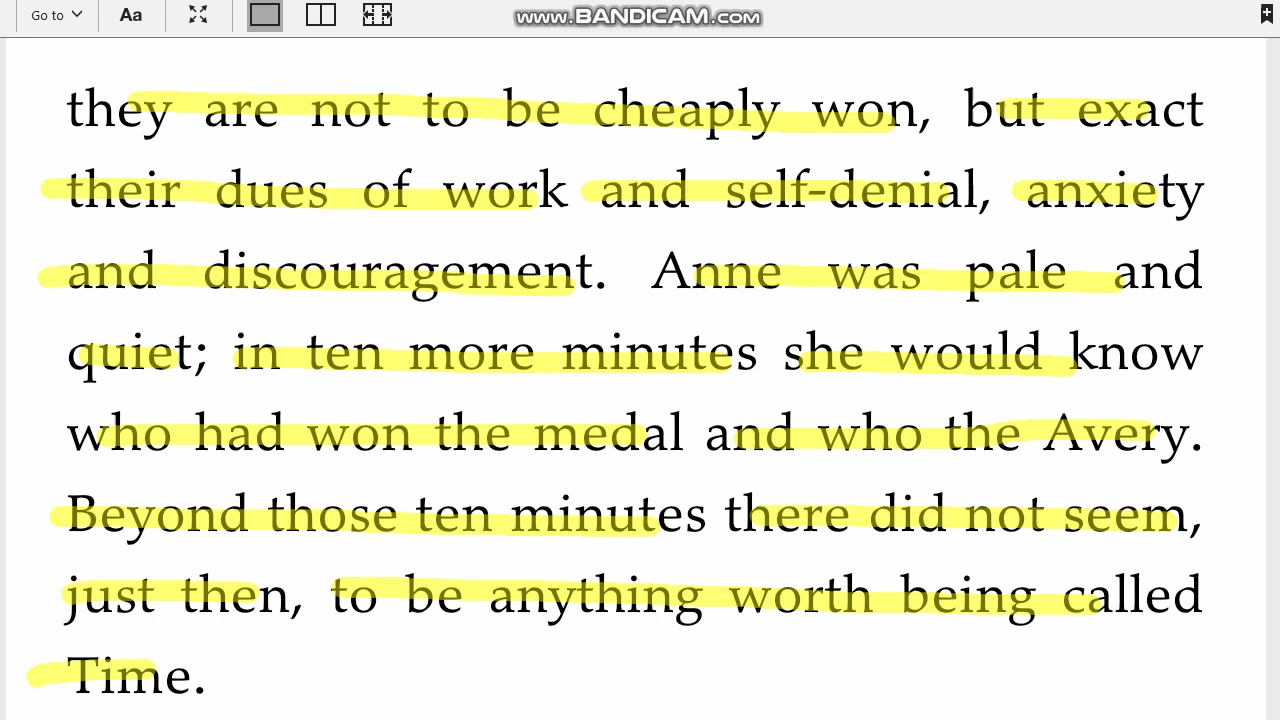 Go to Aa www.BANDICAM.com
they are not to be cheaply won, but exact
their dues of work and self-denial, anxiety
and discouragement. Anne was pale and
quiet; in ten more minutes she would know
who had won the medal and who the Avery.
Beyond those ten minutes there did not seem,
just then, to be anything worth being called
Time.